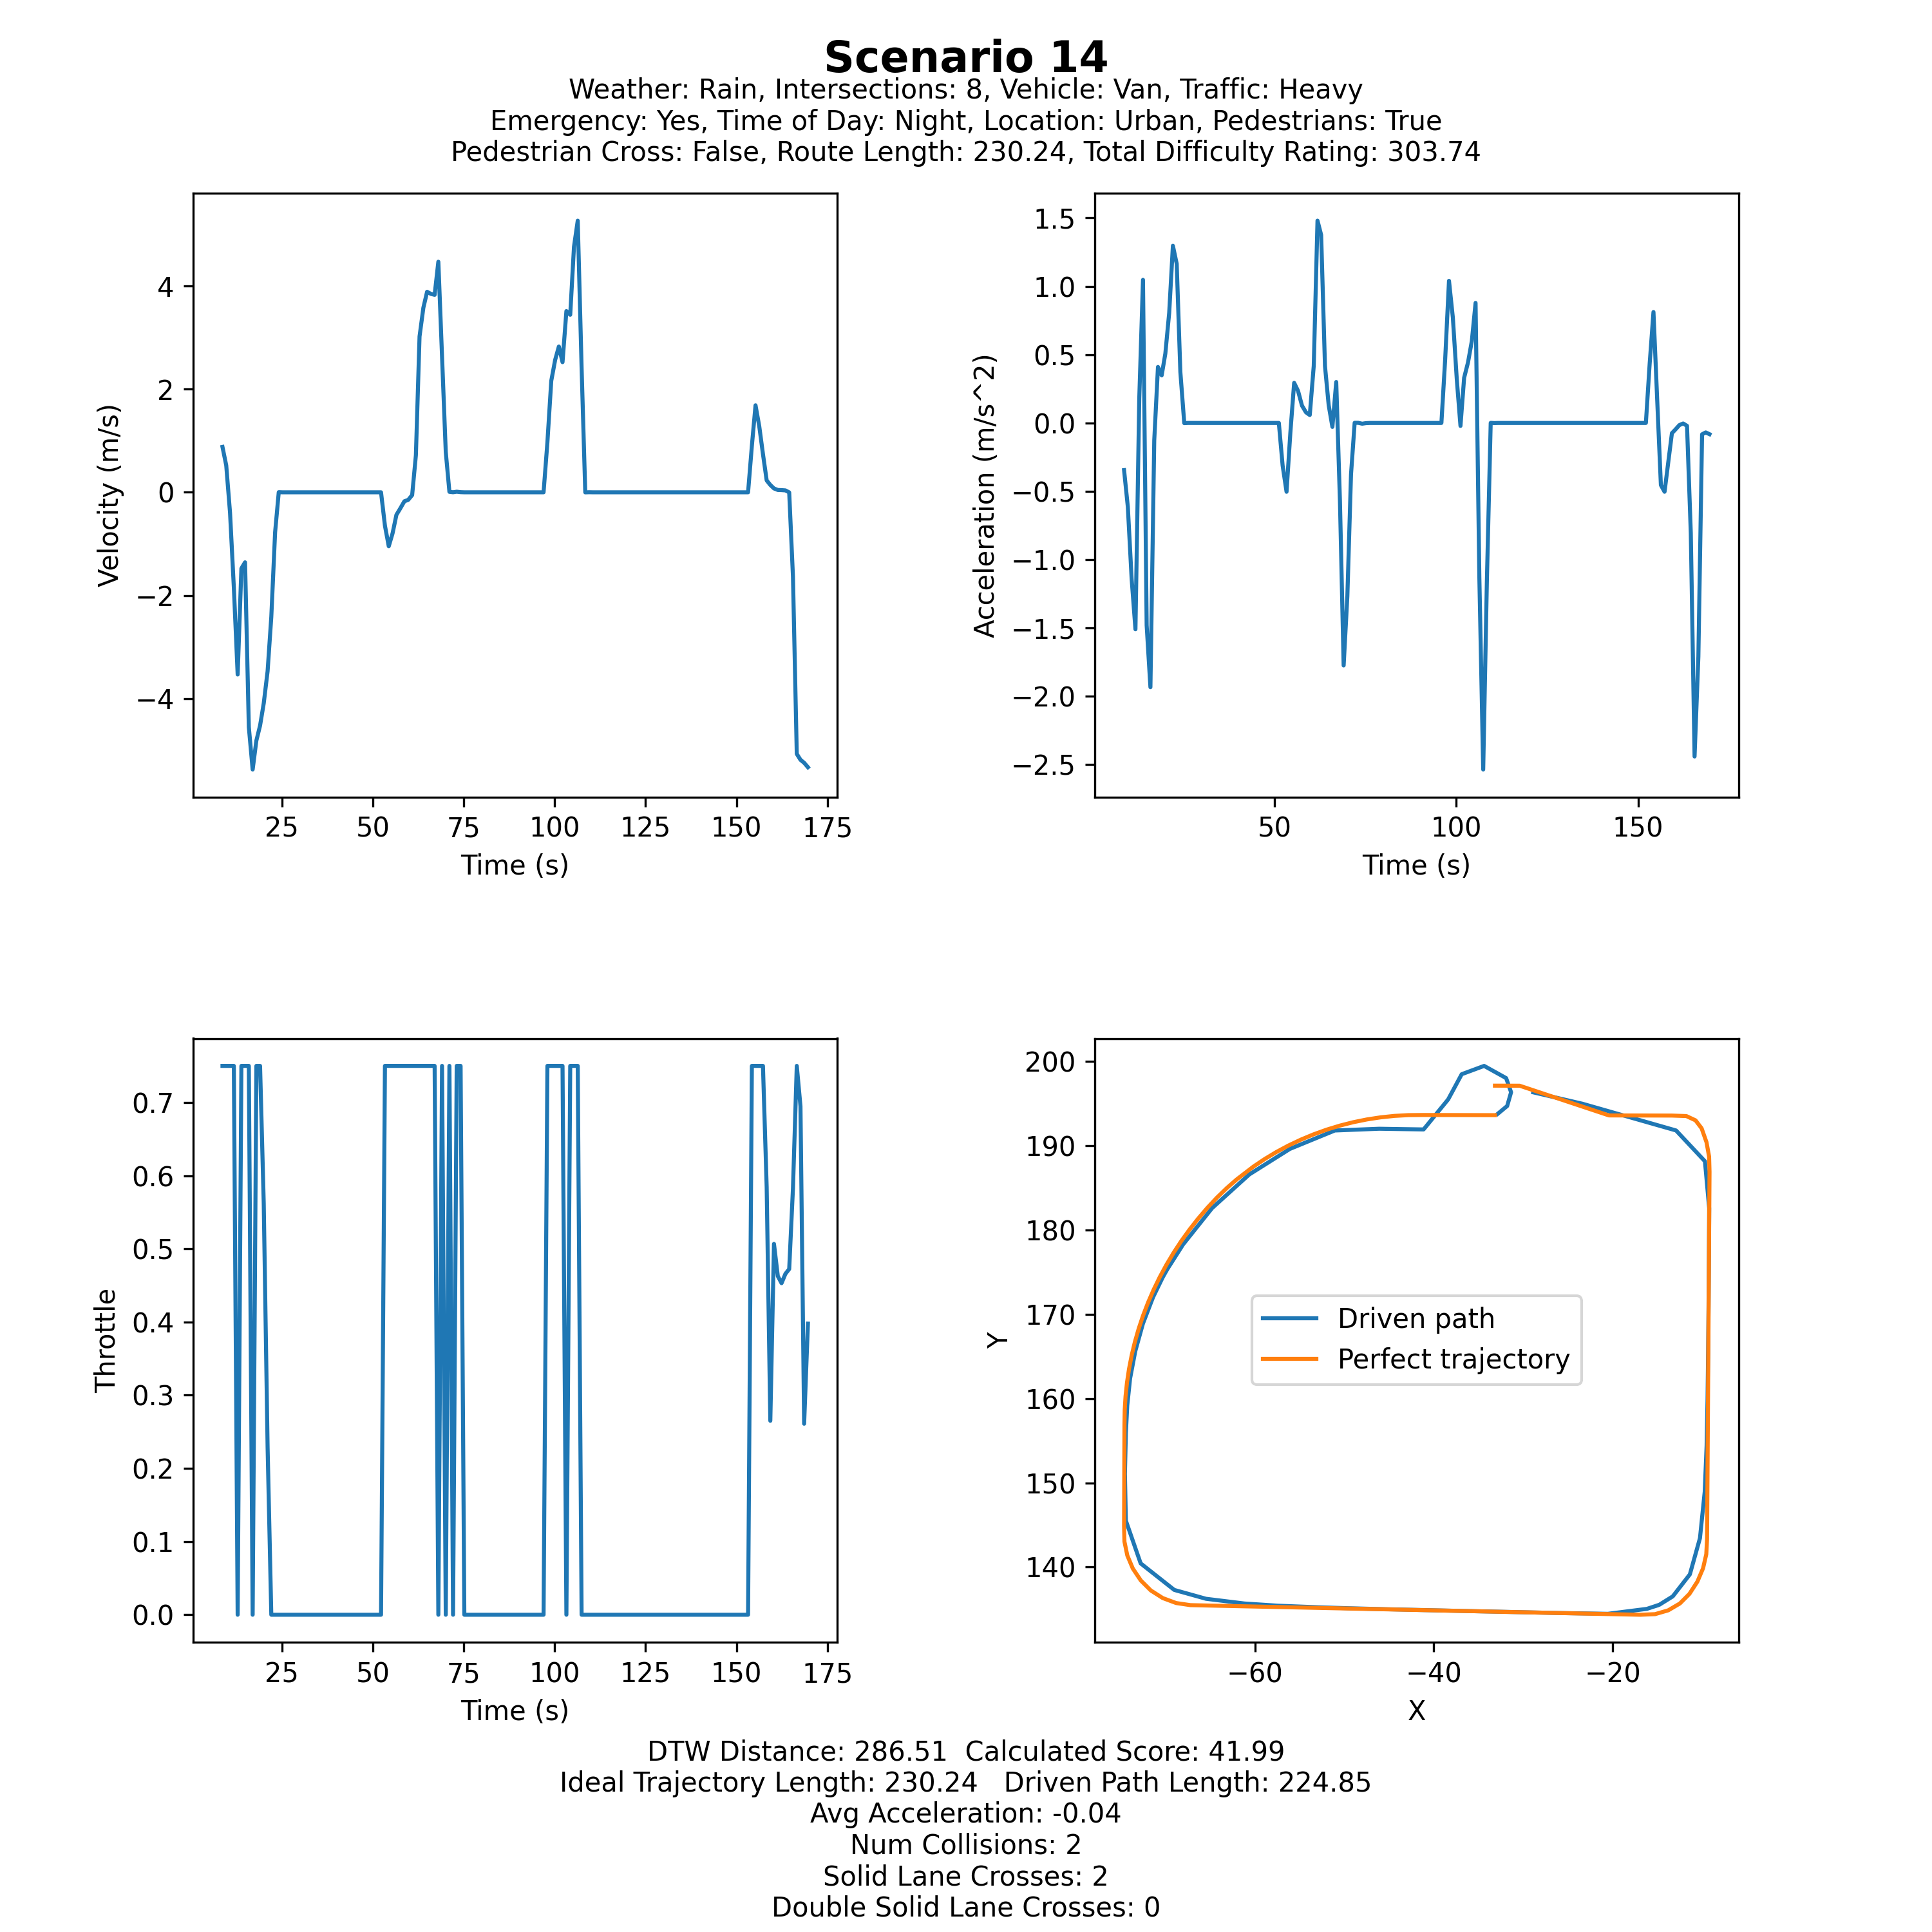 Scenario 14
Weather: Rain, Intersections: 8, Vehicle: Van, Traffic: Heavy
Emergency: Yes, Time of Day: Night, Location: Urban, Pedestrians: True
Pedestrian Cross: False, Route Length: 230.24, Total Difficulty Rating: 303.74
Velocity (m/s)
4
2
0
−2
−4
25 50 75 100 125 150 175
Time (s)
Acceleration (m/s^2)
1.5
1.0
0.5
0.0
−0.5
−1.0
−1.5
−2.0
−2.5
50 100 150
Time (s)
Throttle
0.7
0.6
0.5
0.4
0.3
0.2
0.1
0.0
25 50 75 100 125 150 175
Time (s)
Y
200
190
180
170
160
150
140
Driven path
Perfect trajectory
−60 −40 −20
X
DTW Distance: 286.51 Calculated Score: 41.99
Ideal Trajectory Length: 230.24 Driven Path Length: 224.85
Avg Acceleration: -0.04
Num Collisions: 2
Solid Lane Crosses: 2
Double Solid Lane Crosses: 0